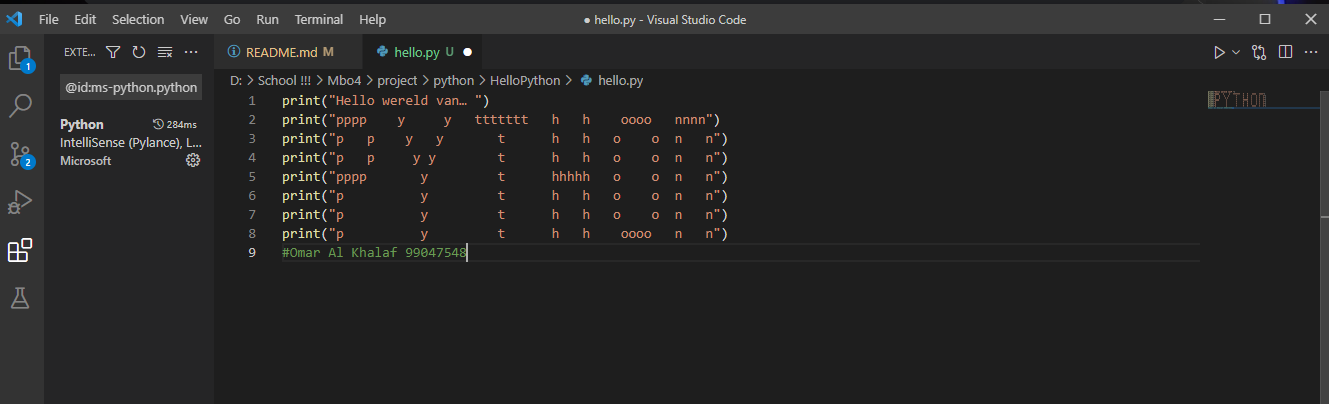 File Edit Selection View Go Run Terminal Help ● hello.py - Visual Studio Code
EXTE... README.md M hello.py U ●
D: > School !!! > Mbo4 > project > python > HelloPython > hello.py
@id:ms-python.python
Python 284ms
IntelliSense (Pylance), L...
Microsoft
1
2
1 print("Hello wereld van… ")
2 print("pppp    y     y   ttttttt   h   h    oooo   nnnn")
3 print("p   p    y   y       t      h   h   o    o  n   n")
4 print("p   p     y y        t      h   h   o    o  n   n")
5 print("pppp       y         t      hhhhh   o    o  n   n")
6 print("p          y         t      h   h   o    o  n   n")
7 print("p          y         t      h   h   o    o  n   n")
8 print("p          y         t      h   h    oooo   n   n")
9 #Omar Al Khalaf 99047548
PYTHON